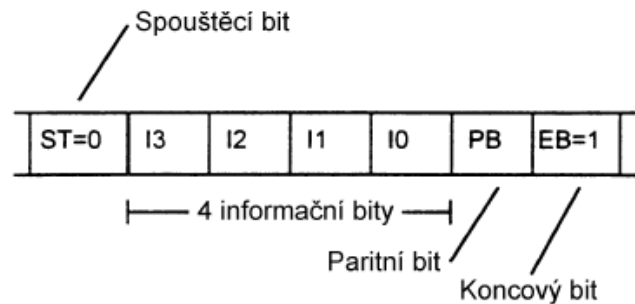 Spouštěcí bit
ST=0 I3 I2 I1 I0 PB EB=1
4 informační bity
Paritní bit
Koncový bit